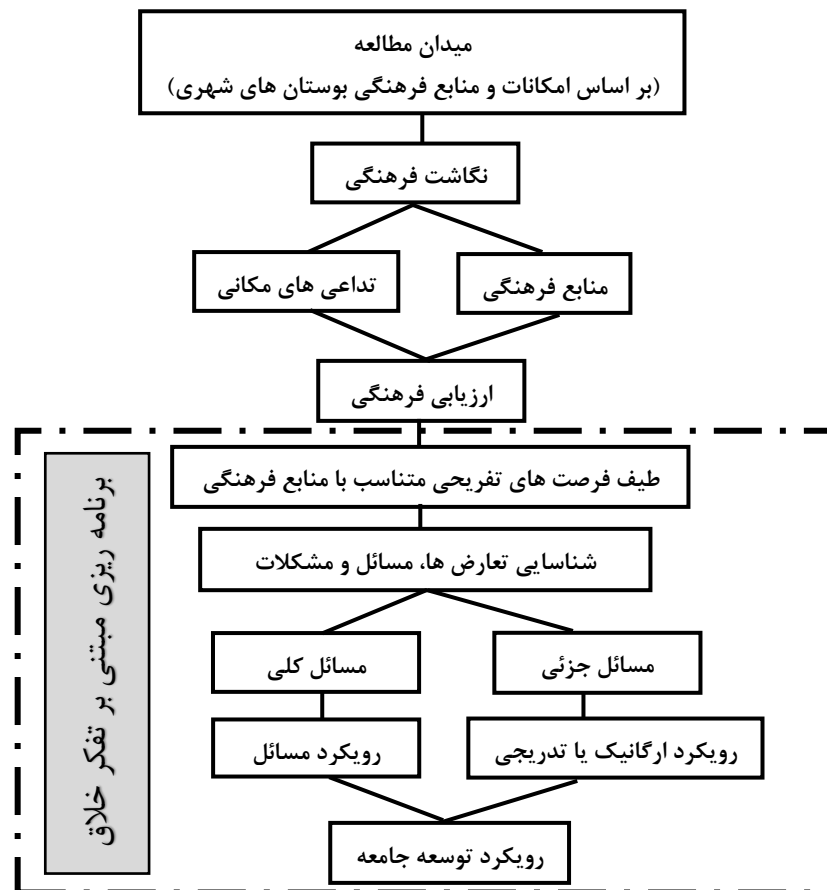 میدان مطالعه
(بر اساس امکانات و منابع فرهنگی بوستان های شهری)
نگاشت فرهنگی
منابع فرهنگی
تداعی های مکانی
ارزیابی فرهنگی
برنامه ریزی مبتنی بر تفکر خلاق
طیف فرصت های تفریحی متناسب با منابع فرهنگی
شناسایی تعارض ها، مسائل و مشکلات
مسائل جزئی
مسائل کلی
رویکرد ارگانیک یا تدریجی
رویکرد مسائل
رویکرد توسعه جامعه